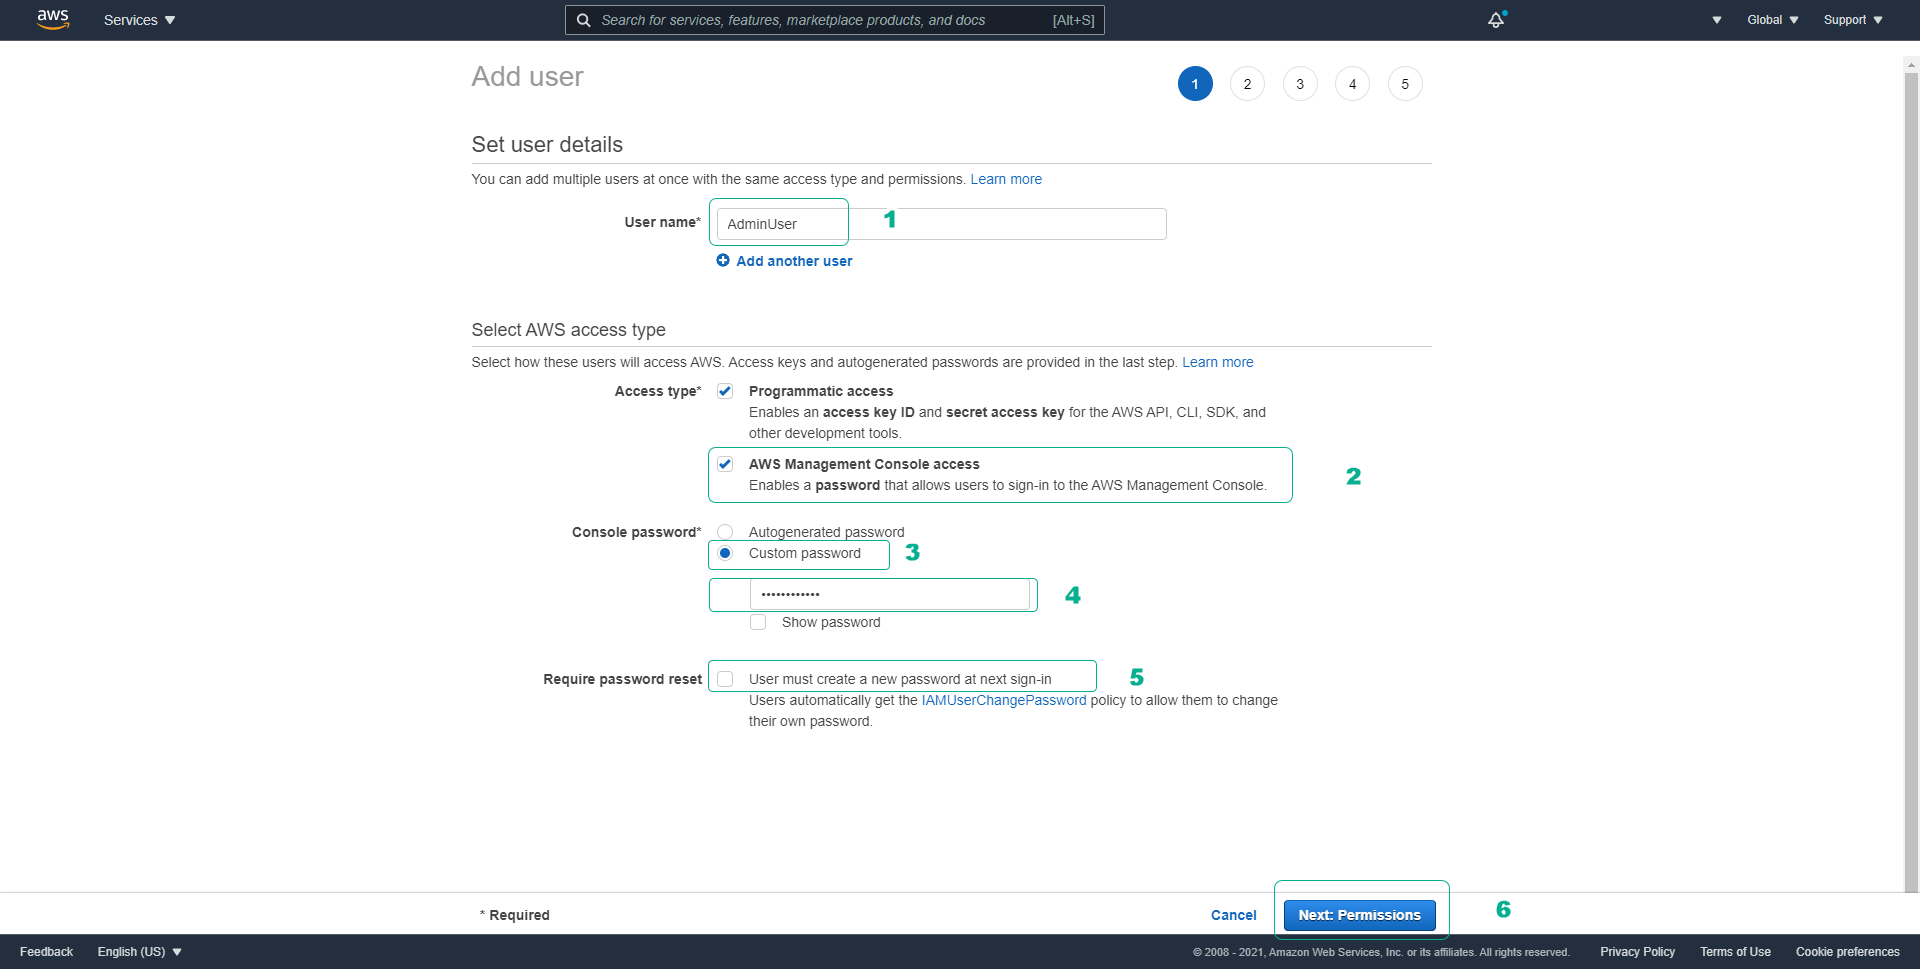 aws
Services
Search for services, features, marketplace products, and docs [Alt+S]
Global
Support
Add user
1 2 3 4 5
Set user details
You can add multiple users at once with the same access type and permissions. Learn more
User name* AdminUser 1
Add another user
Select AWS access type
Select how these users will access AWS. Access keys and autogenerated passwords are provided in the last step. Learn more
Access type* Programmatic access
Enables an access key ID and secret access key for the AWS API, CLI, SDK, and
other development tools.
AWS Management Console access
Enables a password that allows users to sign-in to the AWS Management Console.
2
Console password* Autogenerated password
Custom password 3
•••••••••••• 4
Show password
Require password reset User must create a new password at next sign-in 5
Users automatically get the IAMUserChangePassword policy to allow them to change
their own password.
* Required
Cancel
Next: Permissions 6
Feedback
English (US)
© 2008 - 2021, Amazon Web Services, Inc. or its affiliates. All rights reserved.
Privacy Policy
Terms of Use
Cookie preferences